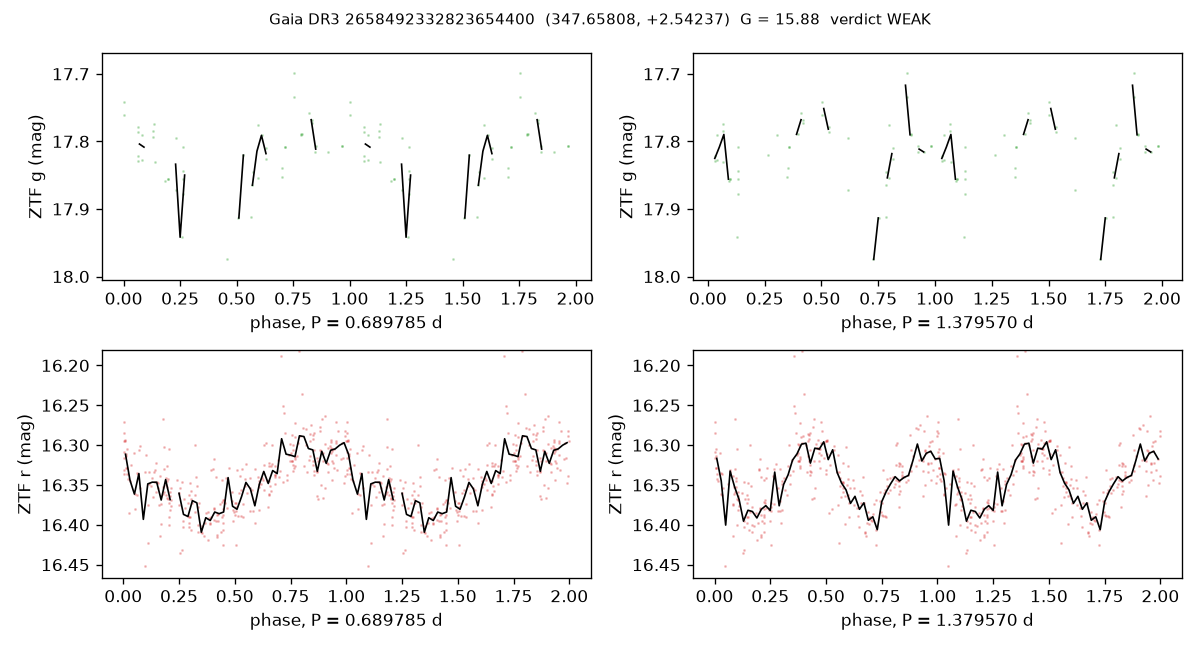 Gaia DR3 2658492332823654400 (347.65808, +2.54237) G = 15.88 verdict WEAK
17.7
17.8
17.9
18.0
ZTF g (mag)
0.00 0.25 0.50 0.75 1.00 1.25 1.50 1.75 2.00
phase, P = 0.689785 d
17.7
17.8
17.9
18.0
ZTF g (mag)
0.00 0.25 0.50 0.75 1.00 1.25 1.50 1.75 2.00
phase, P = 1.379570 d
16.20
16.25
16.30
16.35
16.40
16.45
ZTF r (mag)
0.00 0.25 0.50 0.75 1.00 1.25 1.50 1.75 2.00
phase, P = 0.689785 d
16.20
16.25
16.30
16.35
16.40
16.45
ZTF r (mag)
0.00 0.25 0.50 0.75 1.00 1.25 1.50 1.75 2.00
phase, P = 1.379570 d